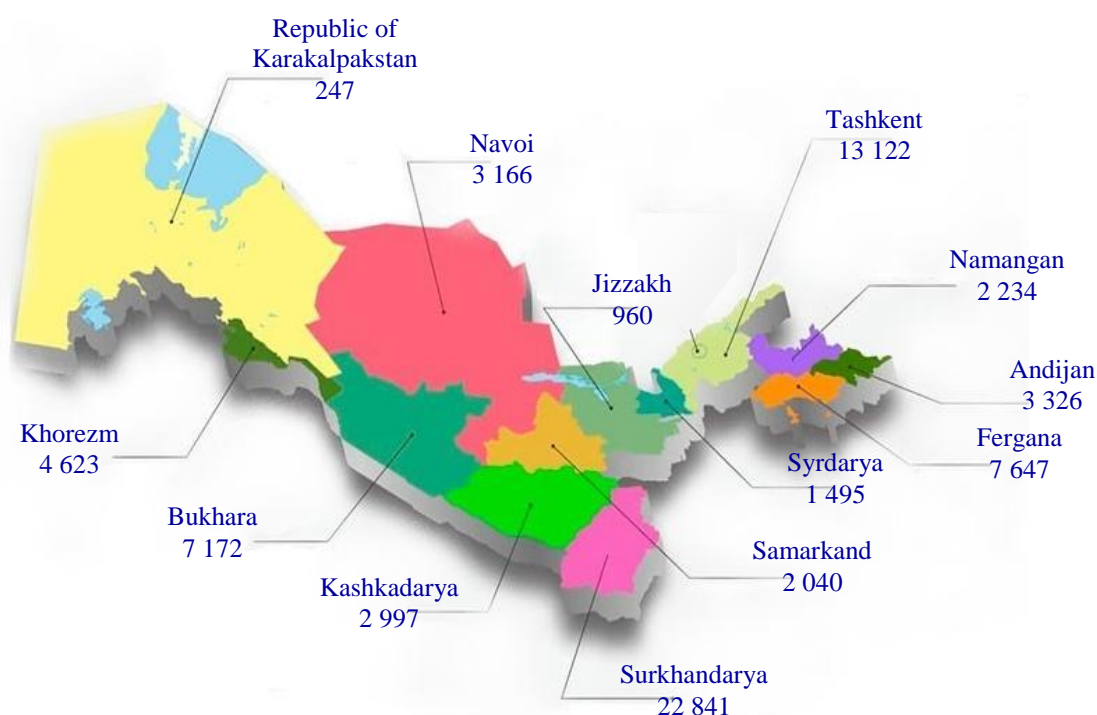 Republic of
Karakalpakstan
247
Navoi
3 166
Tashkent
13 122
Jizzakh
960
Namangan
2 234
Andijan
3 326
Khorezm
4 623
Fergana
7 647
Syrdarya
1 495
Bukhara
7 172
Samarkand
2 040
Kashkadarya
2 997
Surkhandarya
22 841